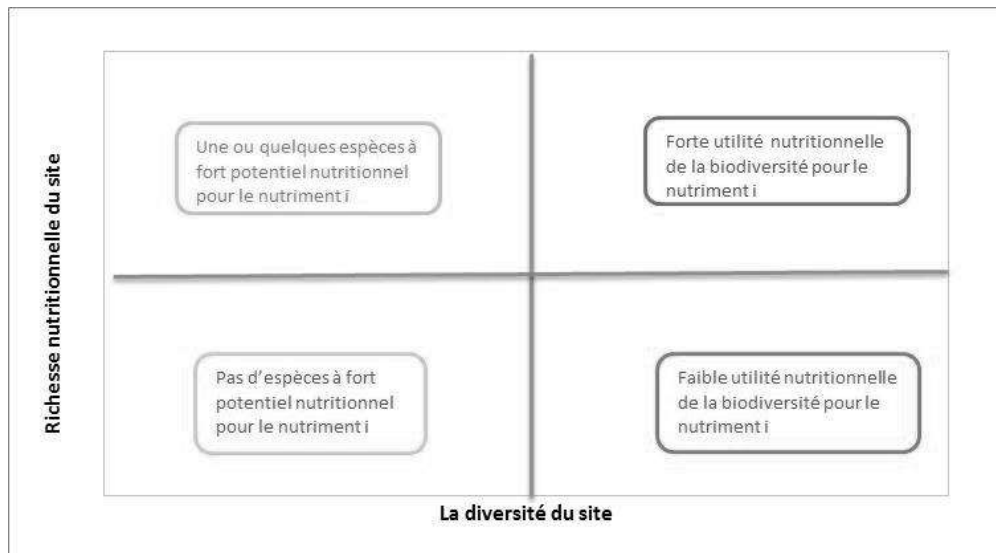 Richesse nutritionnelle du site
Une ou quelques espèces à
fort potentiel nutritionnel
pour le nutriment i
Forte utilité nutritionnelle
de la biodiversité pour le
nutriment i
Pas d'espèces à fort
potentiel nutritionnel
pour le nutriment i
Faible utilité nutritionnelle
de la biodiversité pour le
nutriment i
La diversité du site